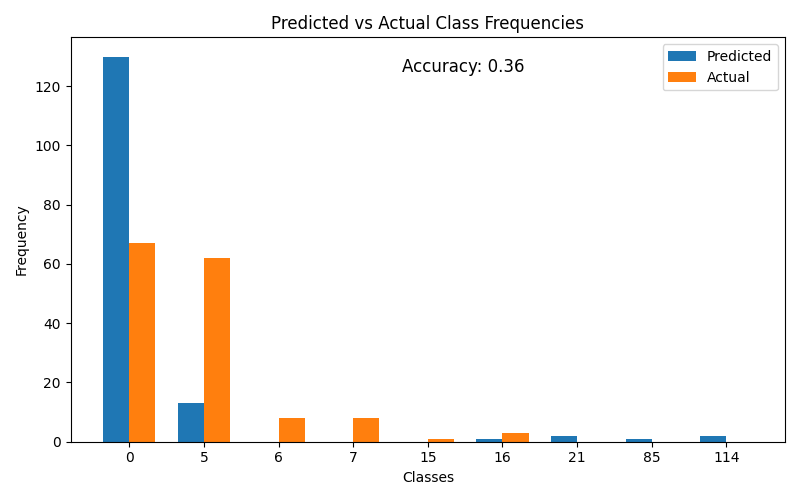 Predicted vs Actual Class Frequencies
Accuracy: 0.36
Predicted
Actual
Frequency
120
100
80
60
40
20
0
0 5 6 7 15 16 21 85 114
Classes